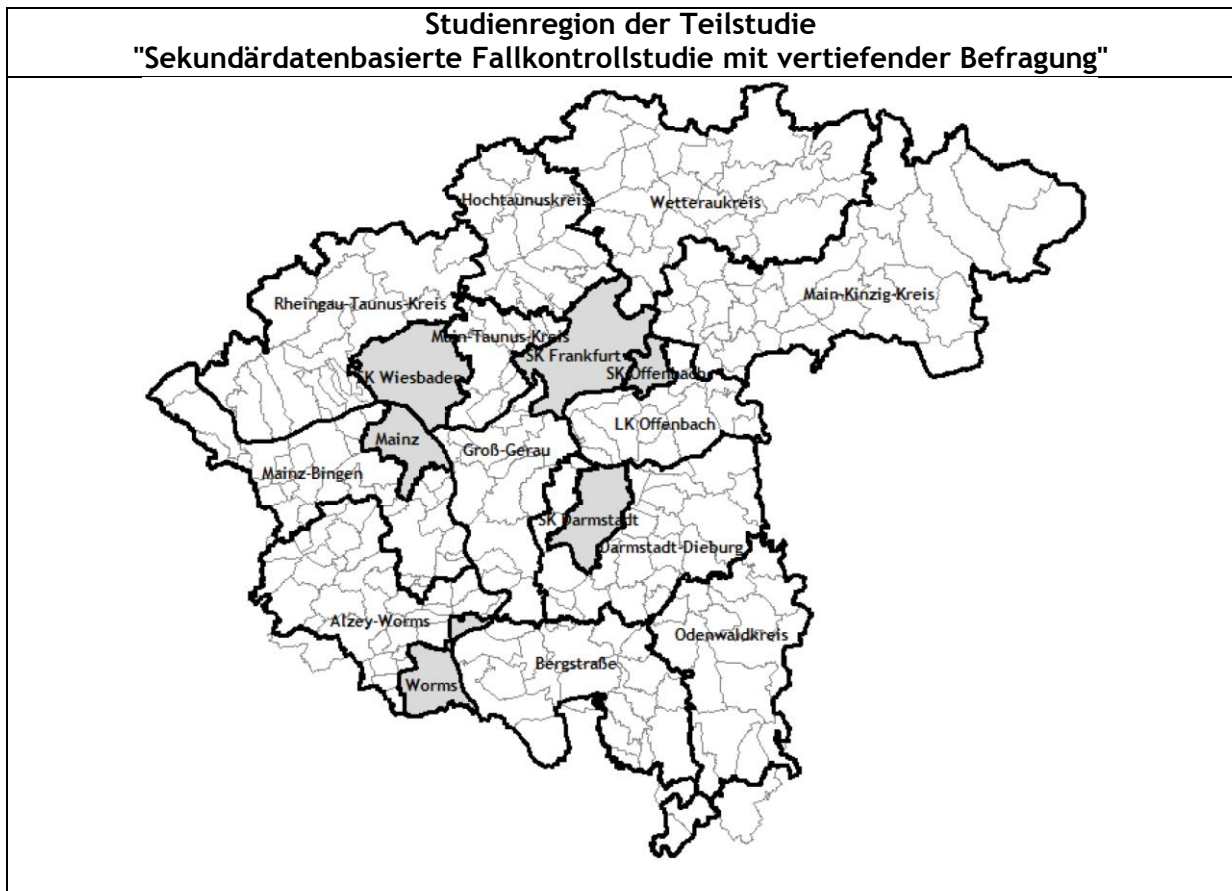 Studienregion der Teilstudie
"Sekundärdatenbasierte Fallkontrollstudie mit vertiefender Befragung"
Hochtaunuskreis
Wetteraukreis
Rheingau-Taunus-Kreis
Main-Kinzig-Kreis
Main-Taunus-Kreis
SK Frankfurt
SK Wiesbaden
SK Offenbach
LK Offenbach
Mainz
Groß-Gerau
Mainz-Bingen
SK Darmstadt
Darmstadt-Dieburg
Alzey-Worms
Odenwaldkreis
Bergstraße
Worms